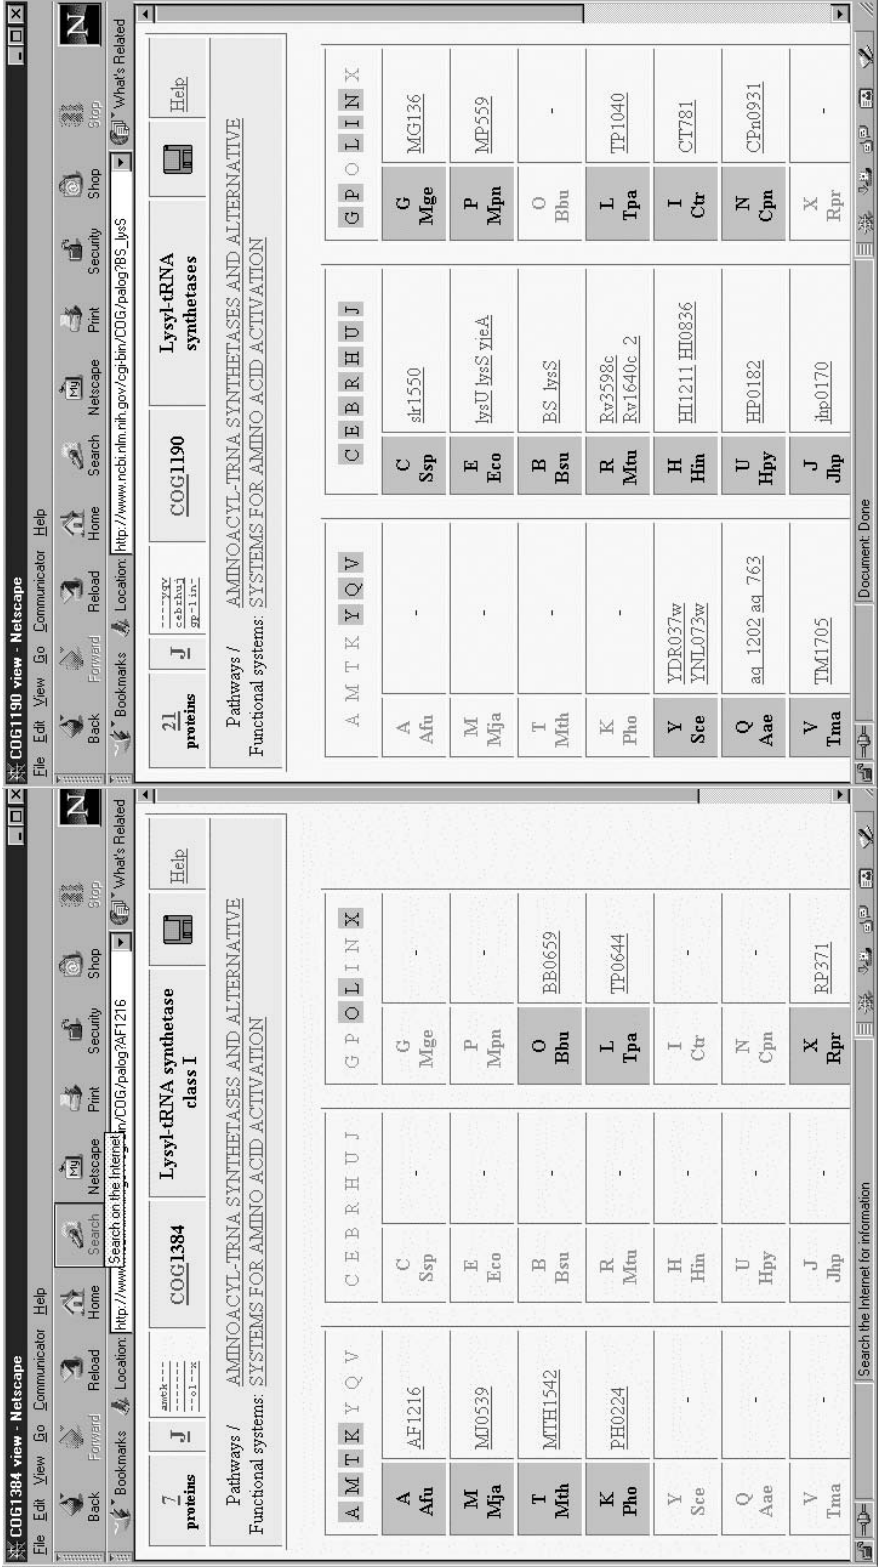 COG1384 view - Netscape
File Edit View Go Communicator Help
Back Forward Reload Home Search Netscape Print Security Shop Stop
Bookmarks Location: http://www. in/COG/palog?AF1216 What's Related
Search on the Internet
7 proteins
J
amtk---
-------
--ol--x
COG1384
Lysyl-tRNA synthetase class I
Help
Pathways / AMINOACYL-TRNA SYNTHETASES AND ALTERNATIVE
Functional systems: SYSTEMS FOR AMINO ACID ACTIVATION
A M T K Y Q V C E B R H U J G P O L I N X
A Afu AF1216 C Ssp - G Mge -
M Mja MJ0539 E Eco - P Mpn -
T Mth MTH1542 B Bsu - O Bbu BB0659
K Pho PH0224 R Mtu - L Tpa TP0644
Y Sce - H Hin - I Ctr -
Q Aae - U Hpy - N Cpn -
V Tma - J Jhp - X Rpr RP371
Search the Internet for information
COG1190 view - Netscape
File Edit View Go Communicator Help
Back Forward Reload Home Search Netscape Print Security Shop Stop
Bookmarks Location: http://www.ncbi.nlm.nih.gov/cgi-bin/COG/palog?BS_lysS What's Related
21 proteins
J
----yqv
cebrhuj
gp-lin-
COG1190
Lysyl-tRNA synthetases
Help
Pathways / AMINOACYL-TRNA SYNTHETASES AND ALTERNATIVE
Functional systems: SYSTEMS FOR AMINO ACID ACTIVATION
A M T K Y Q V C E B R H U J G P O L I N X
A Afu - C Ssp slr1550 G Mge MG136
M Mja - E Eco lysU lysS yjeA P Mpn MP559
T Mth - B Bsu BS_lysS O Bbu -
K Pho - R Mtu Rv3598c Rv1640c_2 L Tpa TP1040
Y Sce YDR037w YNL073w H Hin HI1211 HI0836 I Ctr CT781
Q Aae aq_1202 aq_763 U Hpy HP0182 N Cpn CPn0931
V Tma TM1705 J Jhp jhp0170 X Rpr -
Document: Done